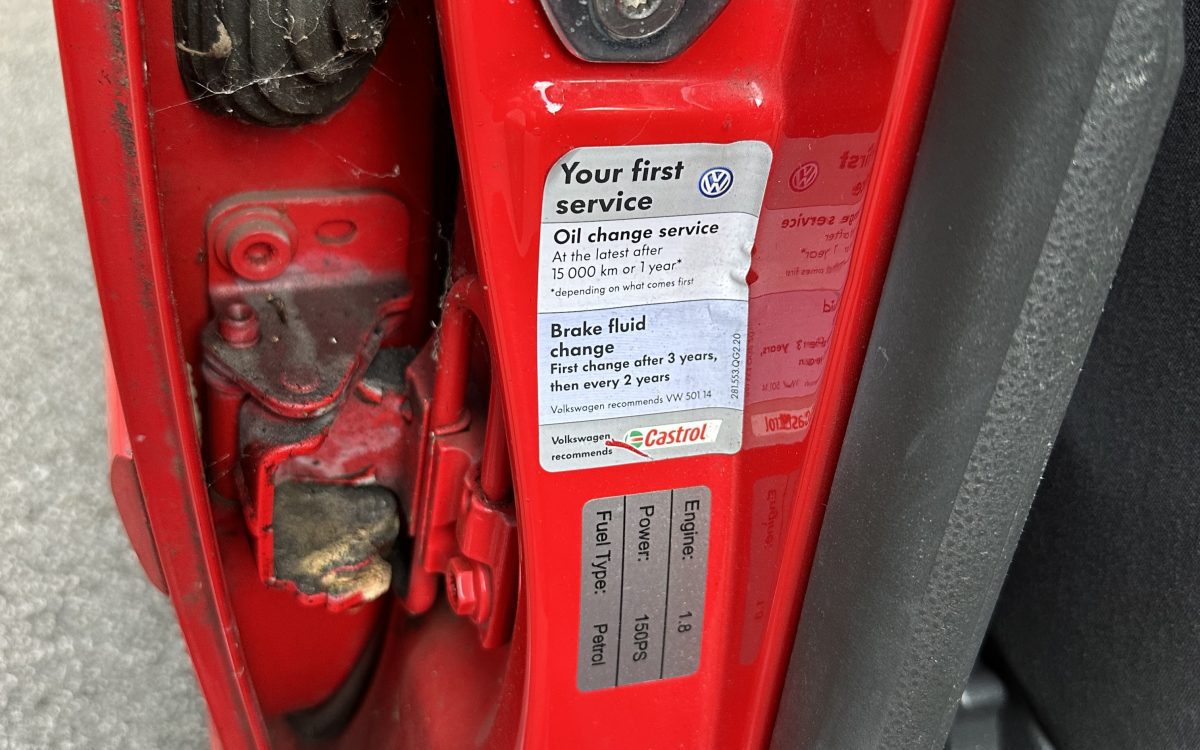 Your first
service
Oil change service
At the latest after
15 000 km or 1 year*
*depending on what comes first
Brake fluid
change
First change after 3 years,
then every 2 years
Volkswagen recommends VW 501 14
281.553.QG2.20
Volkswagen
recommends
Castrol
Engine: 1.8
Power: 150PS
Fuel Type: Petrol